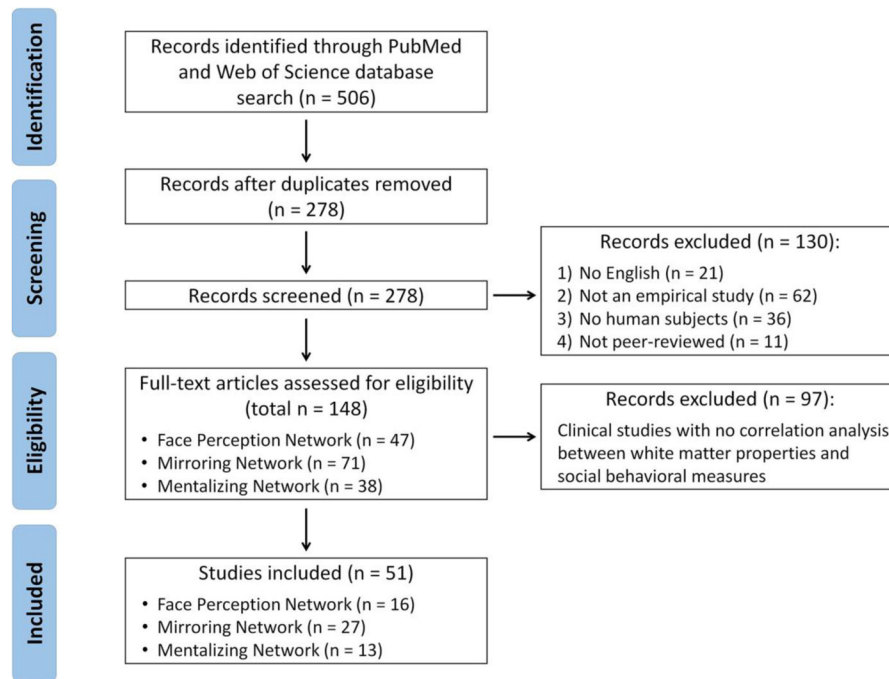 Identification
Records identified through PubMed
and Web of Science database
search (n = 506)
Screening
Records after duplicates removed
(n = 278)
Records screened (n = 278)
Records excluded (n = 130):
1) No English (n = 21)
2) Not an empirical study (n = 62)
3) No human subjects (n = 36)
4) Not peer-reviewed (n = 11)
Eligibility
Full-text articles assessed for eligibility
(total n = 148)
• Face Perception Network (n = 47)
• Mirroring Network (n = 71)
• Mentalizing Network (n = 38)
Records excluded (n = 97):
Clinical studies with no correlation analysis
between white matter properties and
social behavioral measures
Included
Studies included (n = 51)
• Face Perception Network (n = 16)
• Mirroring Network (n = 27)
• Mentalizing Network (n = 13)